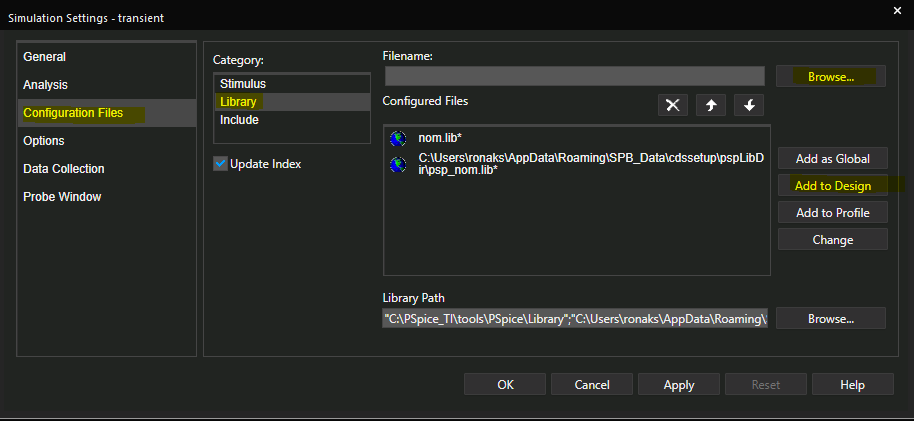 Simulation Settings - transient
General
Analysis
Configuration Files
Options
Data Collection
Probe Window
Category:
Stimulus
Library
Include
Update Index
Filename:
Browse...
Configured Files
nom.lib*
C:\Users\ronaks\AppData\Roaming\SPB_Data\cdssetup\pspLibD
ir\psp_nom.lib*
Add as Global
Add to Design
Add to Profile
Change
Library Path
"C:\PSpice_TI\tools\PSpice\Library";"C:\Users\ronaks\AppData\Roaming\
Browse...
OK
Cancel
Apply
Reset
Help